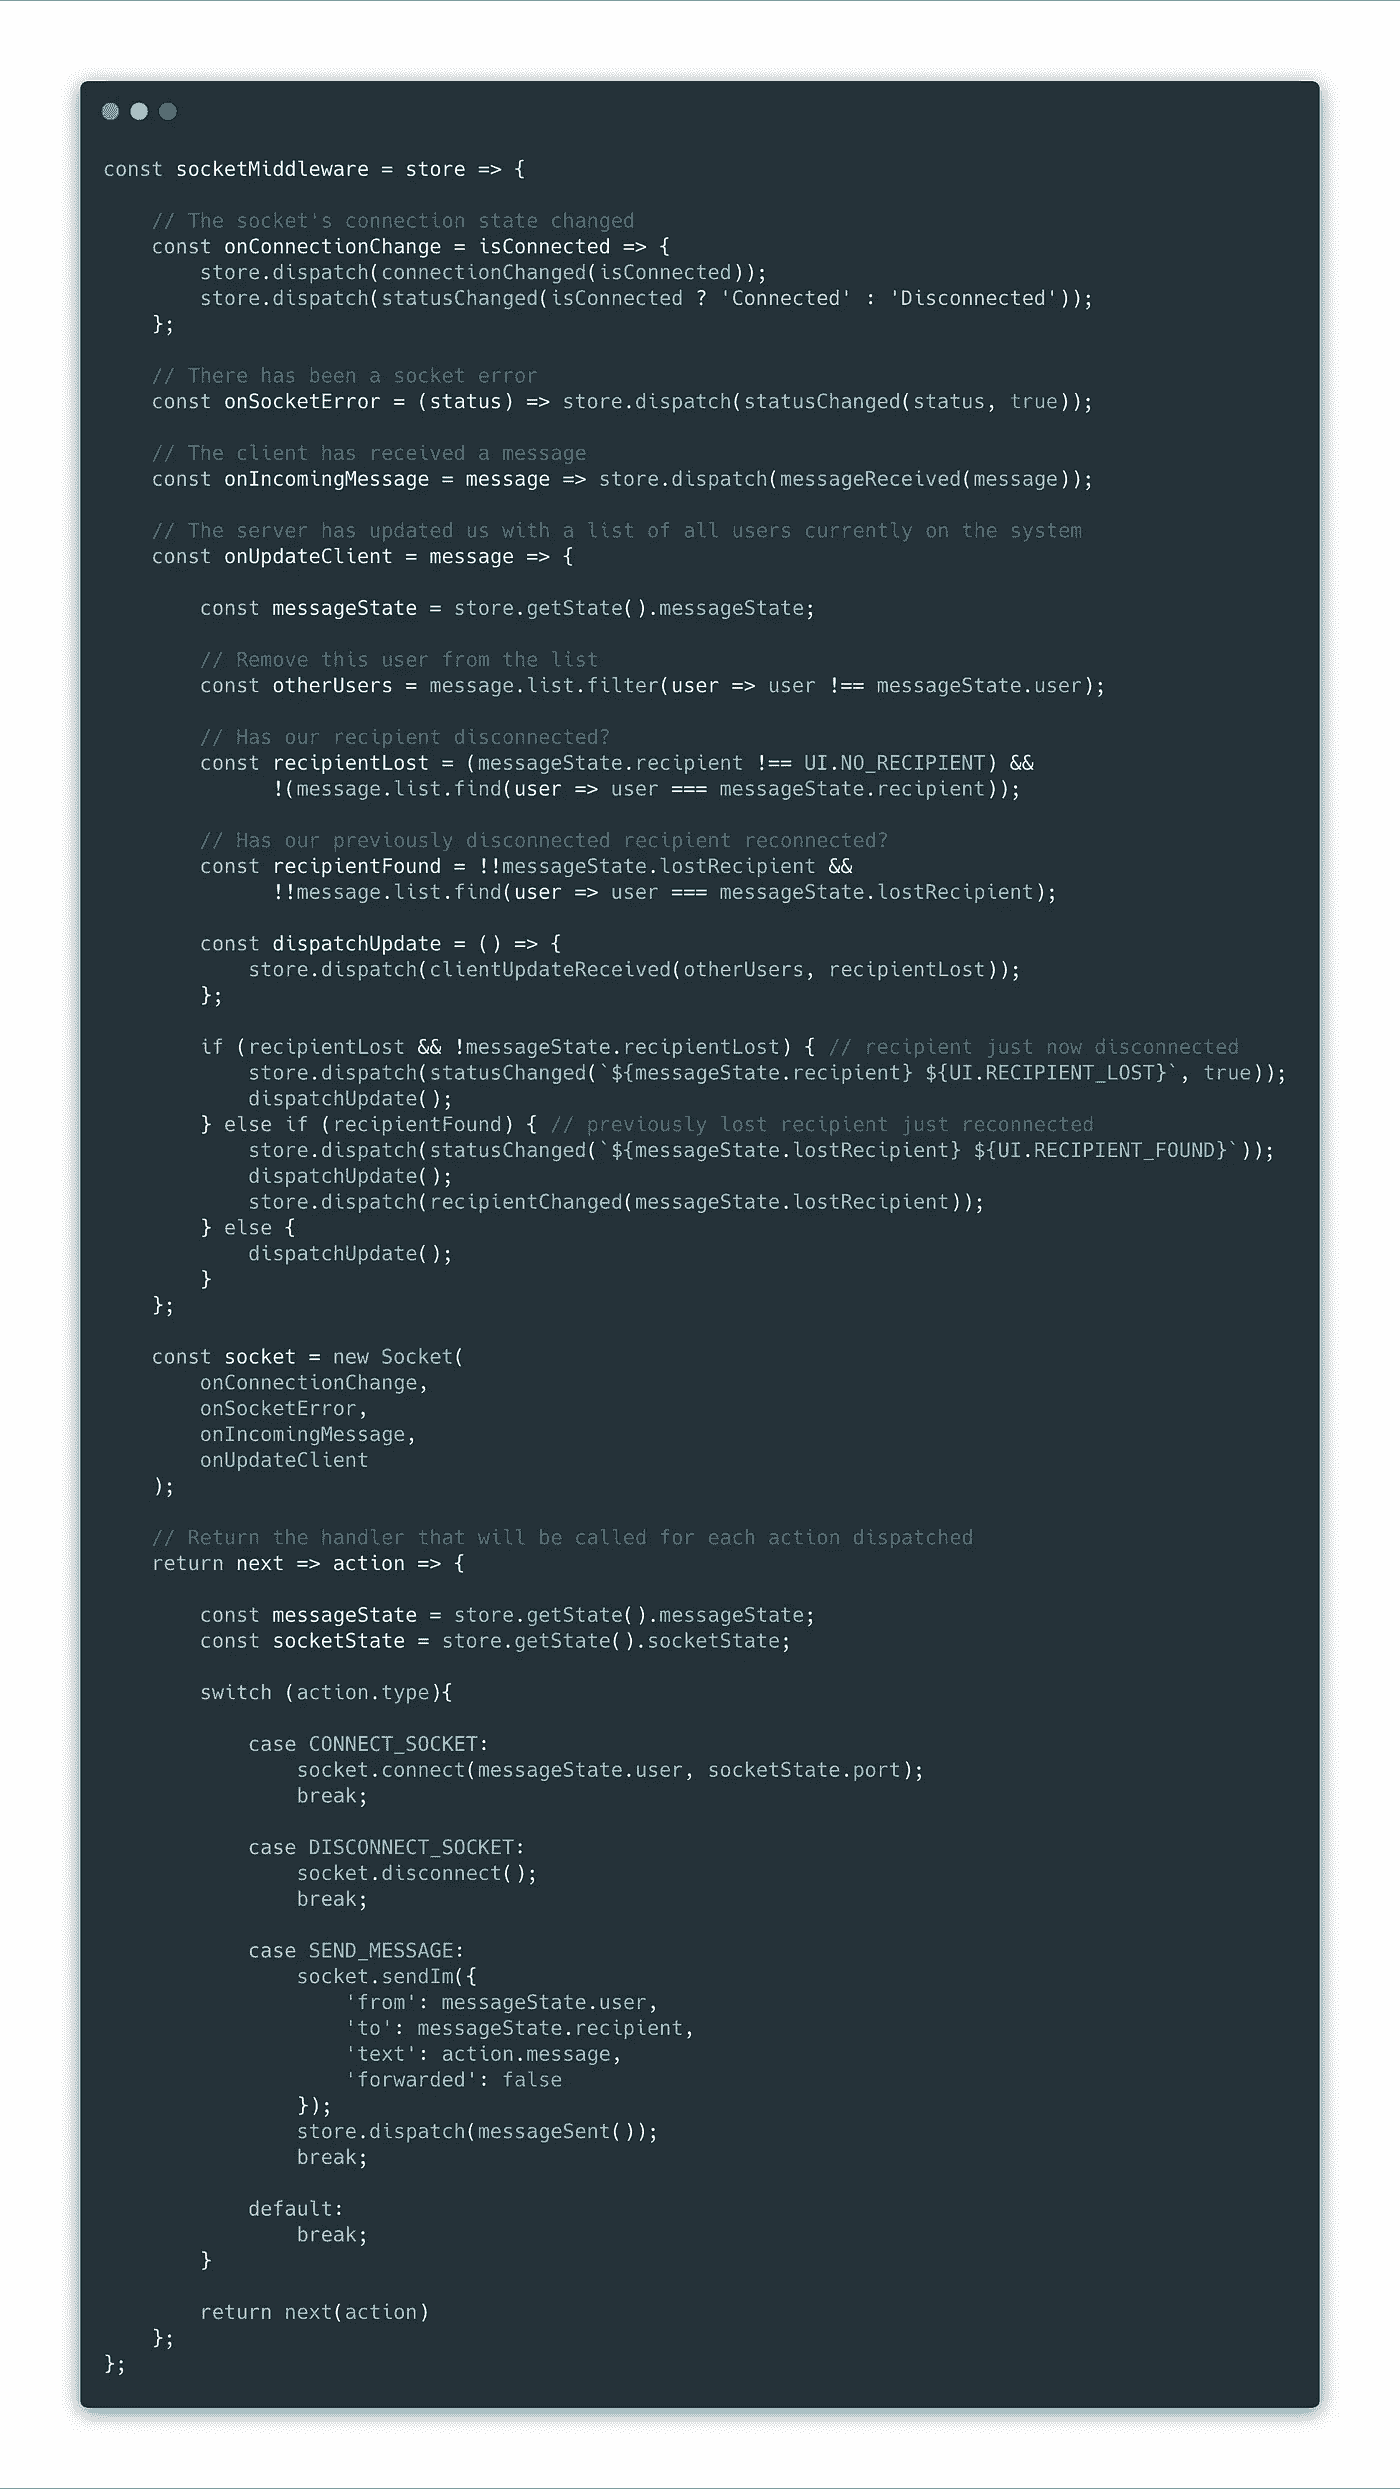 const socketMiddleware = store => {
// The socket's connection state changed
const onConnectionChange = isConnected => {
store.dispatch(connectionChanged(isConnected));
store.dispatch(statusChanged(isConnected ? 'Connected' : 'Disconnected'));
};
// There has been a socket error
const onSocketError = (status) => store.dispatch(statusChanged(status, true));
// The client has received a message
const onIncomingMessage = message => store.dispatch(messageReceived(message));
// The server has updated us with a list of all users currently on the system
const onUpdateClient = message => {
const messageState = store.getState().messageState;
// Remove this user from the list
const otherUsers = message.list.filter(user => user !== messageState.user);
// Has our recipient disconnected?
const recipientLost = (messageState.recipient !== UI.NO_RECIPIENT) &&
!(message.list.find(user => user === messageState.recipient));
// Has our previously disconnected recipient reconnected?
const recipientFound = !!messageState.lostRecipient &&
!!message.list.find(user => user === messageState.lostRecipient);
const dispatchUpdate = () => {
store.dispatch(clientUpdateReceived(otherUsers, recipientLost));
};
if (recipientLost && !messageState.recipientLost) { // recipient just now disconnected
store.dispatch(statusChanged(`${messageState.recipient} ${UI.RECIPIENT_LOST}`, true));
dispatchUpdate();
} else if (recipientFound) { // previously lost recipient just reconnected
store.dispatch(statusChanged(`${messageState.lostRecipient} ${UI.RECIPIENT_FOUND}`));
dispatchUpdate();
store.dispatch(recipientChanged(messageState.lostRecipient));
} else {
dispatchUpdate();
}
};
const socket = new Socket(
onConnectionChange,
onSocketError,
onIncomingMessage,
onUpdateClient
);
// Return the handler that will be called for each action dispatched
return next => action => {
const messageState = store.getState().messageState;
const socketState = store.getState().socketState;
switch (action.type){
case CONNECT_SOCKET:
socket.connect(messageState.user, socketState.port);
break;
case DISCONNECT_SOCKET:
socket.disconnect();
break;
case SEND_MESSAGE:
socket.sendIm({
'from': messageState.user,
'to': messageState.recipient,
'text': action.message,
'forwarded': false
});
store.dispatch(messageSent());
break;
default:
break;
}
return next(action)
};
};